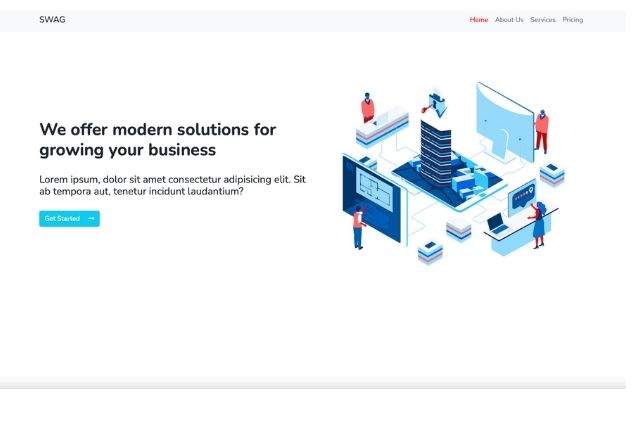 SWAG
Home About Us Services Pricing
We offer modern solutions for
growing your business
Lorem ipsum, dolor sit amet consectetur adipisicing elit. Sit
ab tempora aut, tenetur incidunt laudantium?
Get Started →